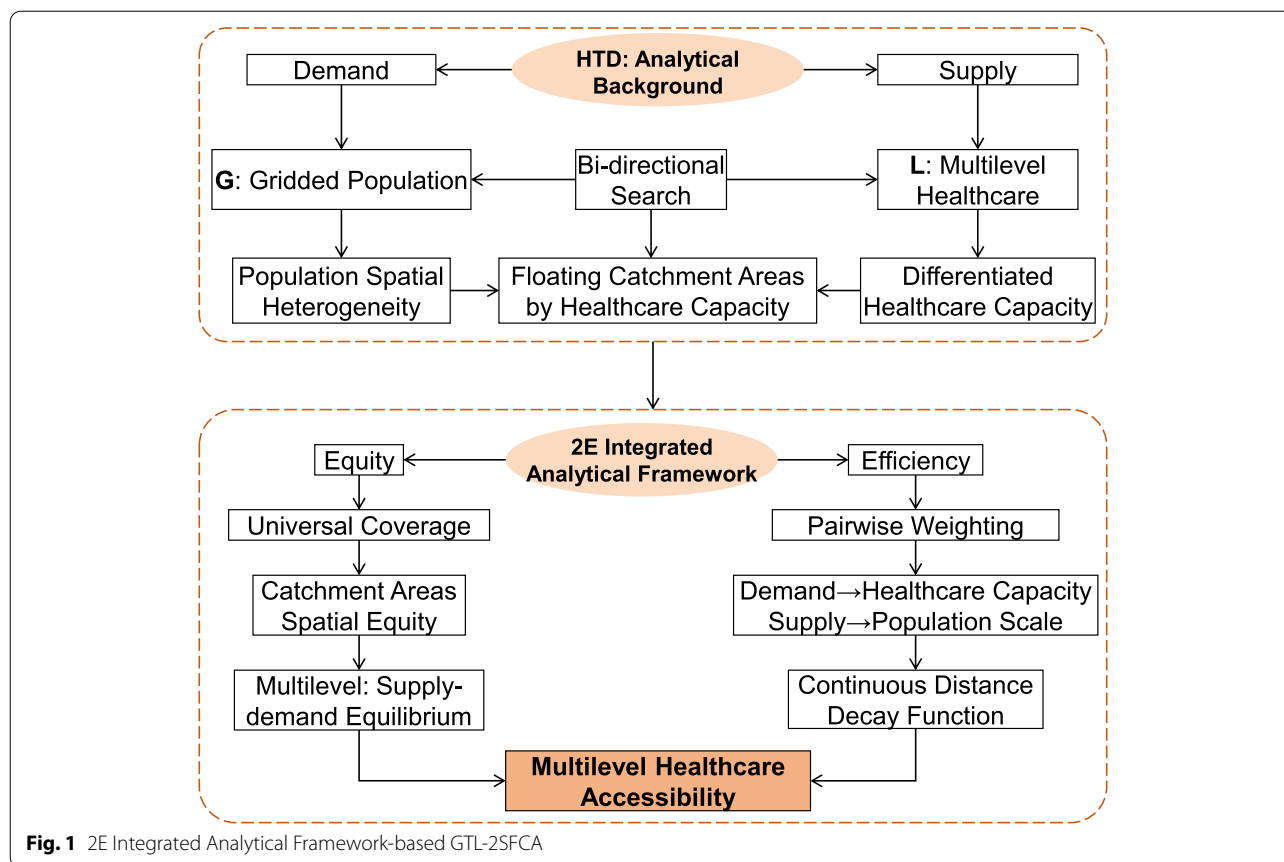 HTD: Analytical
Background
Demand
Supply
G: Gridded Population
Bi-directional
Search
L: Multilevel
Healthcare
Population Spatial
Heterogeneity
Floating Catchment Areas
by Healthcare Capacity
Differentiated
Healthcare Capacity
2E Integrated
Analytical Framework
Equity
Efficiency
Universal Coverage
Pairwise Weighting
Catchment Areas
Spatial Equity
Demand→Healthcare Capacity
Supply→Population Scale
Multilevel: Supply-
demand Equilibrium
Continuous Distance
Decay Function
Multilevel Healthcare
Accessibility
Fig. 1 2E Integrated Analytical Framework-based GTL-2SFCA